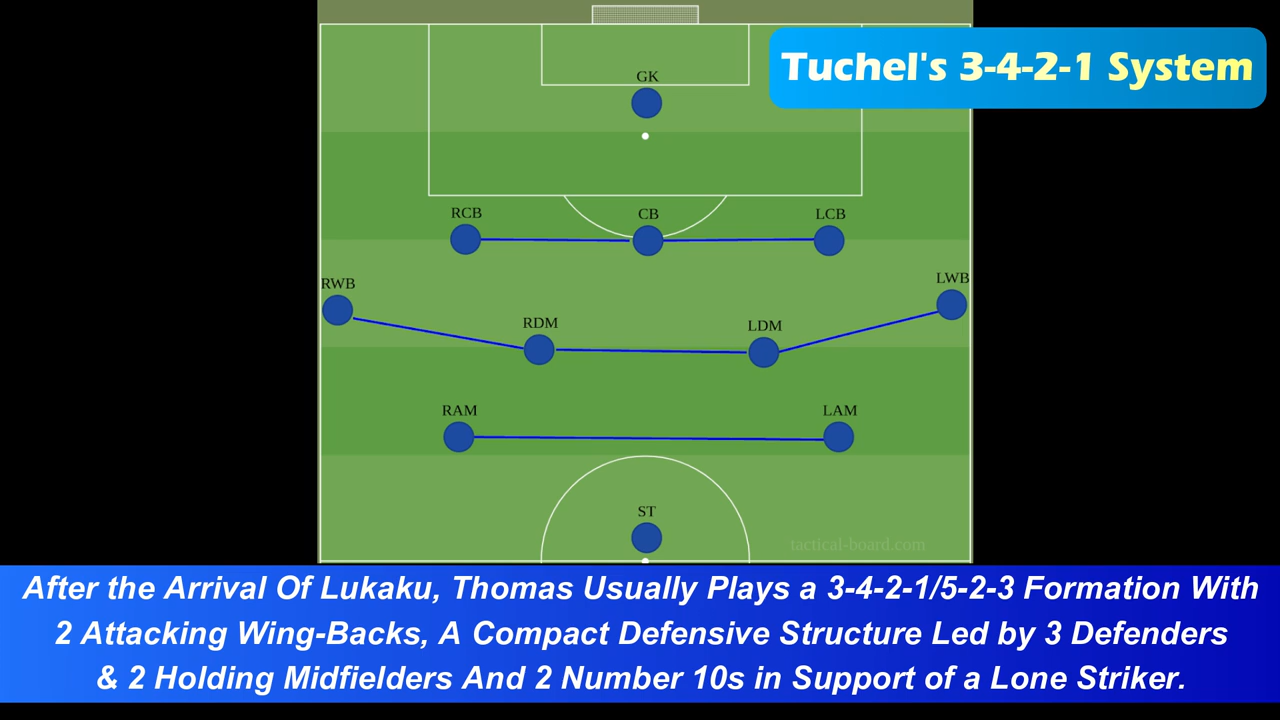 Tuchel's 3-4-2-1 System
GK
RCB CB LCB
RWB LWB
RDM LDM
RAM LAM
ST
tactical-board.com
After the Arrival Of Lukaku, Thomas Usually Plays a 3-4-2-1/5-2-3 Formation With
2 Attacking Wing-Backs, A Compact Defensive Structure Led by 3 Defenders
& 2 Holding Midfielders And 2 Number 10s in Support of a Lone Striker.